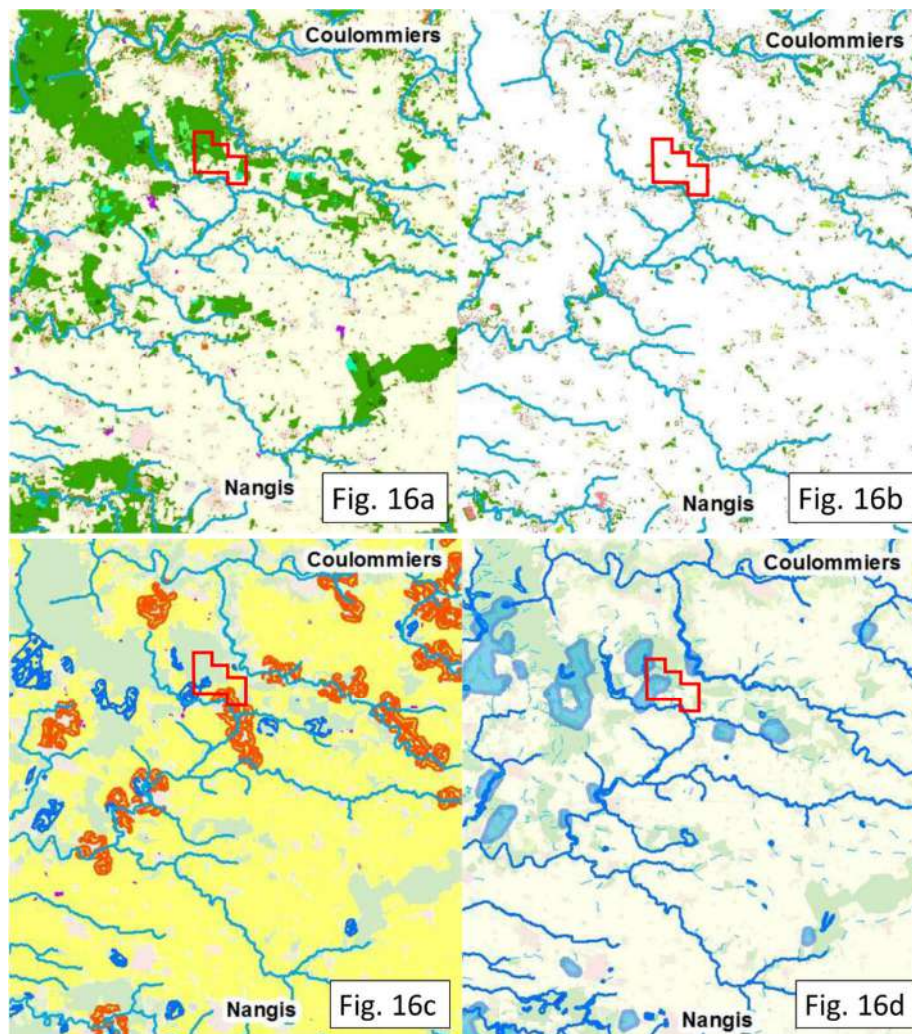 Coulommiers
Coulommiers
Nangis
Fig. 16a
Nangis
Fig. 16b
Coulommiers
Coulommiers
Nangis
Fig. 16c
Nangis
Fig. 16d